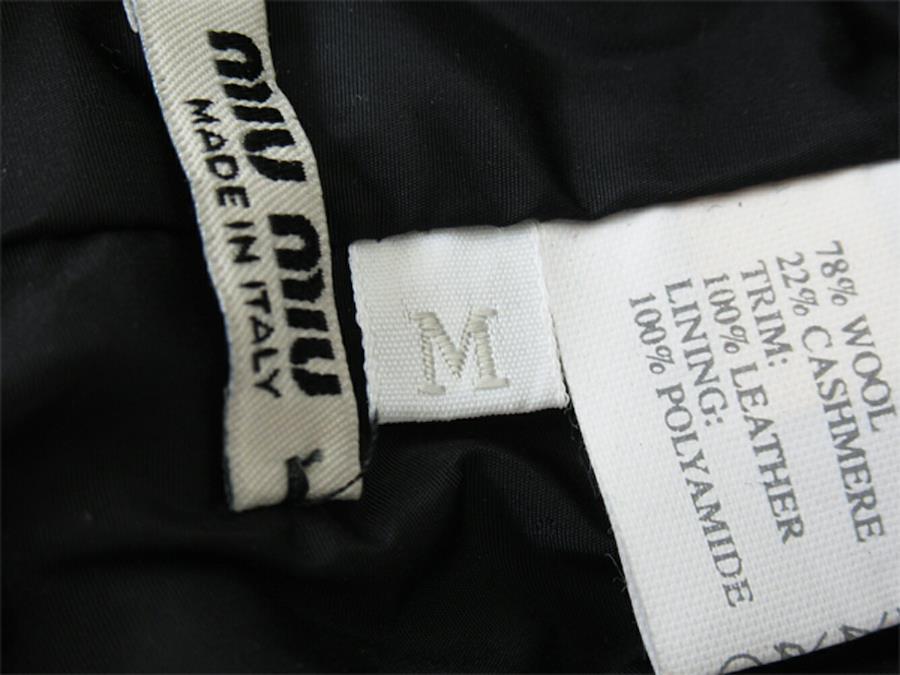 miu miu
MADE IN ITALY
M
78% WOOL
22% CASHMERE
TRIM:
100% LEATHER
LINING:
100% POLYAMIDE